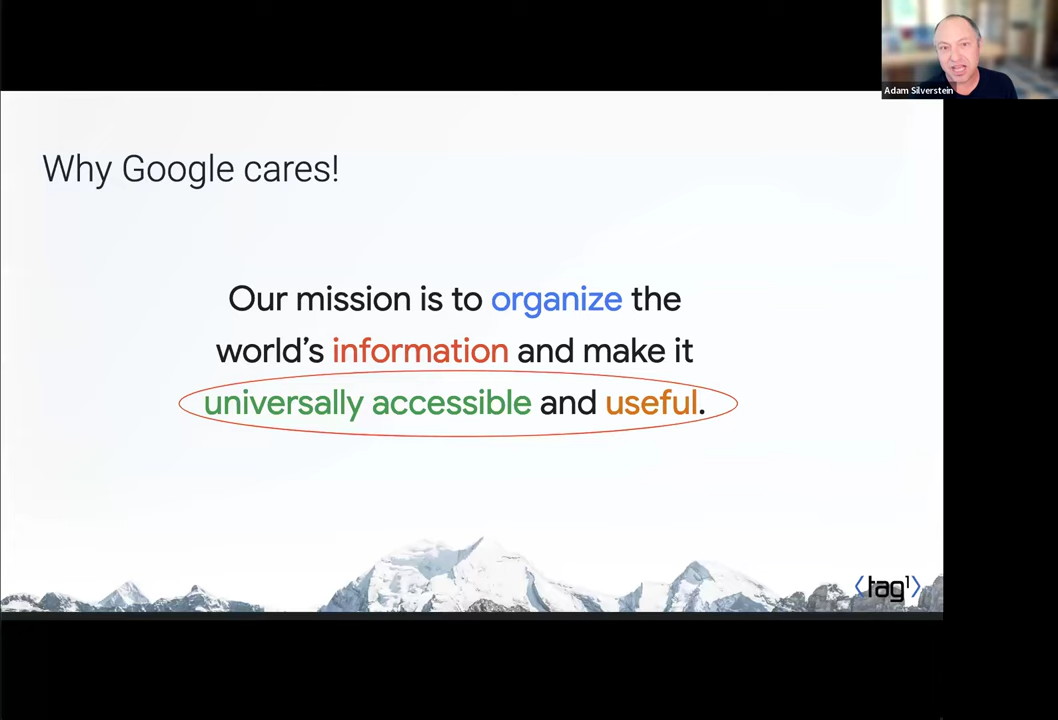 Adam Silverstein
Why Google cares!
Our mission is to organize the
world’s information and make it
universally accessible and useful.
tag1